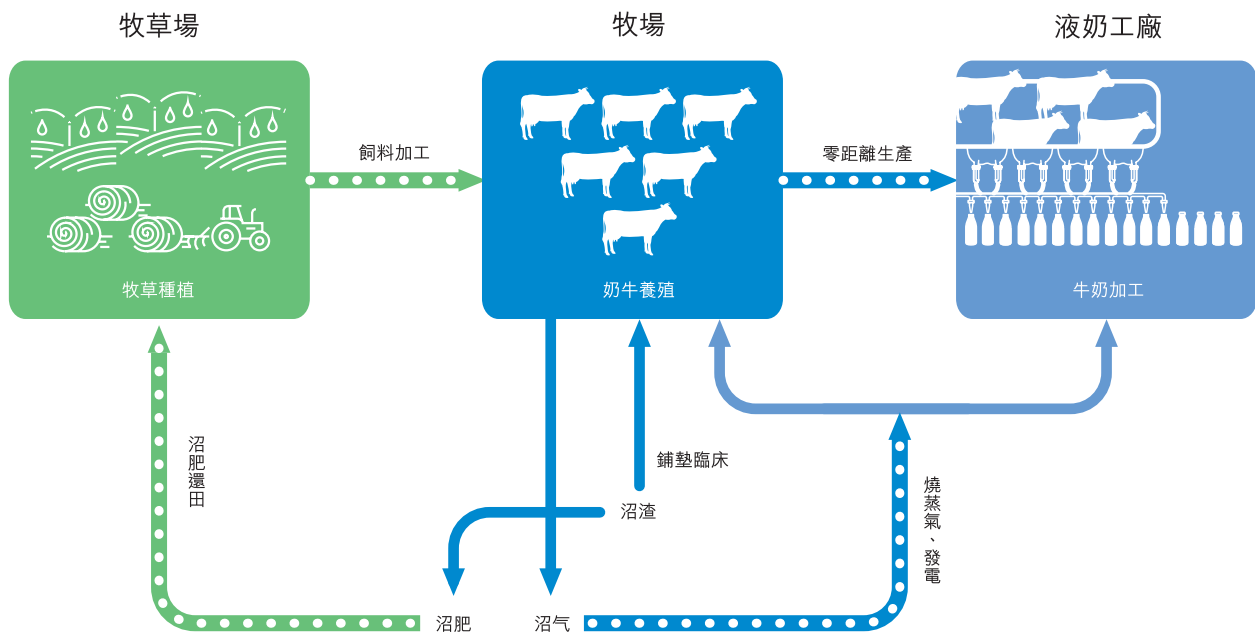 牧草場
牧場
液奶工廠
飼料加工
零距離生產
牧草種植
奶牛養殖
牛奶加工
沼肥還田
鋪墊臨床
燒蒸氣、發電
沼渣
沼肥
沼气